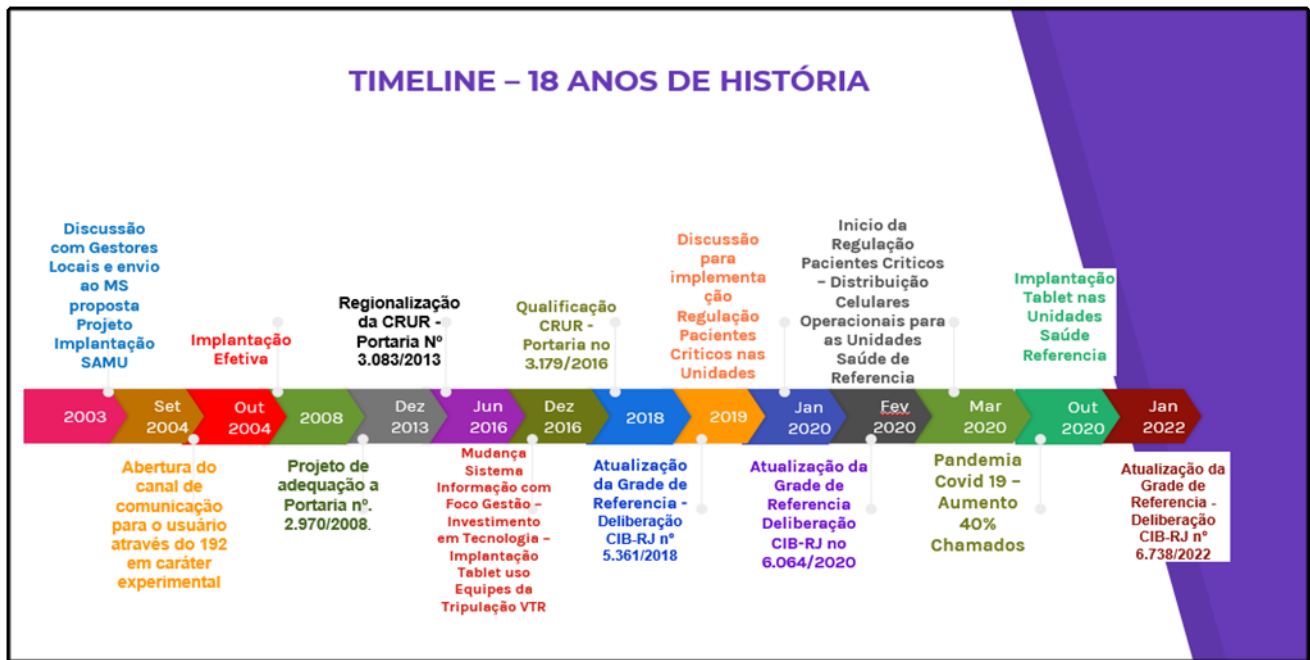 TIMELINE – 18 ANOS DE HISTÓRIA
Discussão
com Gestores
Locais e envio
ao MS
proposta
Projeto
Implantação
SAMU
Implantação
Efetiva
Regionalização
da CRUR -
Portaria Nº
3.083/2013
Qualificação
CRUR -
Portaria no
3.179/2016
Discussão
para
implementa
ção
Regulação
Pacientes
Criticos nas
Unidades
Inicio da
Regulação
Pacientes Criticos
– Distribuição
Celulares
Operacionais para
as Unidades
Saúde de
Referencia
Implantação
Tablet nas
Unidades
Saúde
Referencia
2003
Set
2004
Out
2004
2008
Dez
2013
Jun
2016
Dez
2016
2018
2019
Jan
2020
Fev
2020
Mar
2020
Out
2020
Jan
2022
Abertura do
canal de
comunicação
para o usuário
através do 192
em caráter
experimental
Projeto de
adequação a
Portaria nº.
2.970/2008.
Mudança
Sistema
Informação com
Foco Gestão –
Investimento
em Tecnologia –
Implantação
Tablet uso
Equipes da
Tripulação VTR
Atualização
da Grade de
Referencia -
Deliberação
CIB-RJ nº
5.361/2018
Atualização da
Grade de
Referencia
Deliberação
CIB-RJ no
6.064/2020
Pandemia
Covid 19 –
Aumento
40%
Chamados
Atualização da
Grade de
Referencia -
Deliberação
CIB-RJ nº
6.738/2022